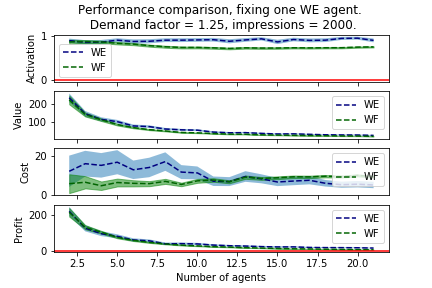 Performance comparison, fixing one WE agent.
Demand factor = 1.25, impressions = 2000.
1
0
Activation
WE
WF
200
100
Value
WE
WF
20
0
Cost
WE
WF
200
0
Profit
WE
WF
2.5 5.0 7.5 10.0 12.5 15.0 17.5 20.0
Number of agents